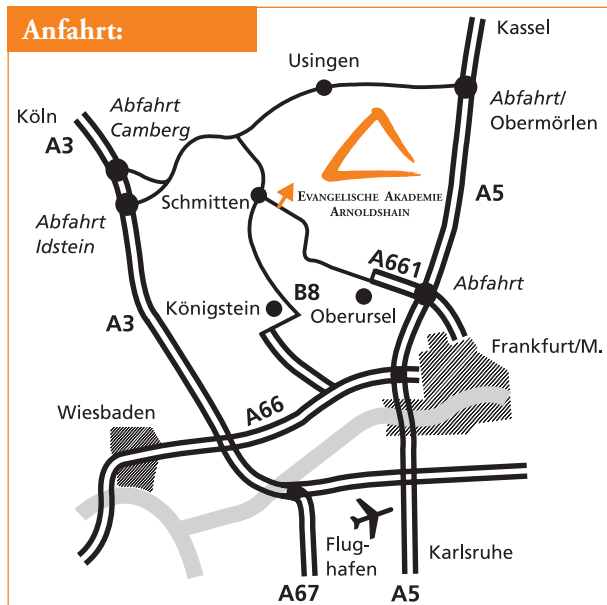 Anfahrt:
Kassel
Usingen
Köln
Abfahrt
Camberg
Abfahrt/
Obermörlen
A3
Schmitten
EVANGELISCHE AKADEMIE
ARNOLDSHAIN
A5
Abfahrt
Idstein
A661
Abfahrt
B8
Königstein
Oberursel
A3
Frankfurt/M.
Wiesbaden
A66
Flug-
hafen
Karlsruhe
A67
A5